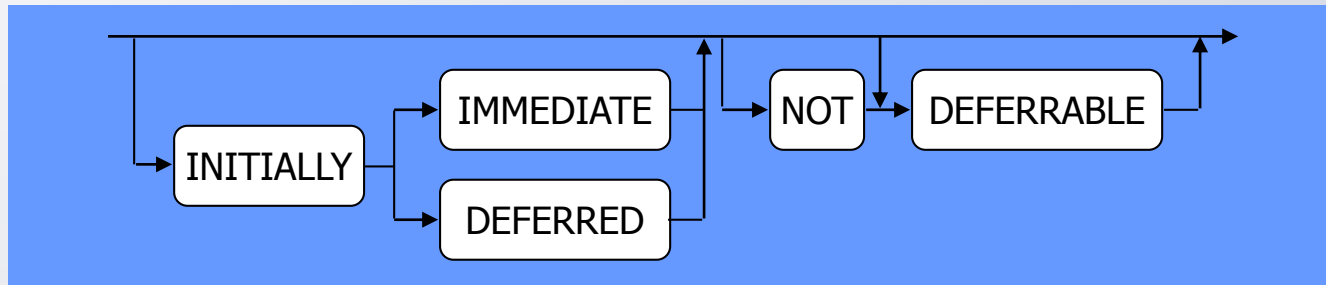 IMMEDIATE
NOT
DEFERRABLE
INITIALLY
DEFERRED